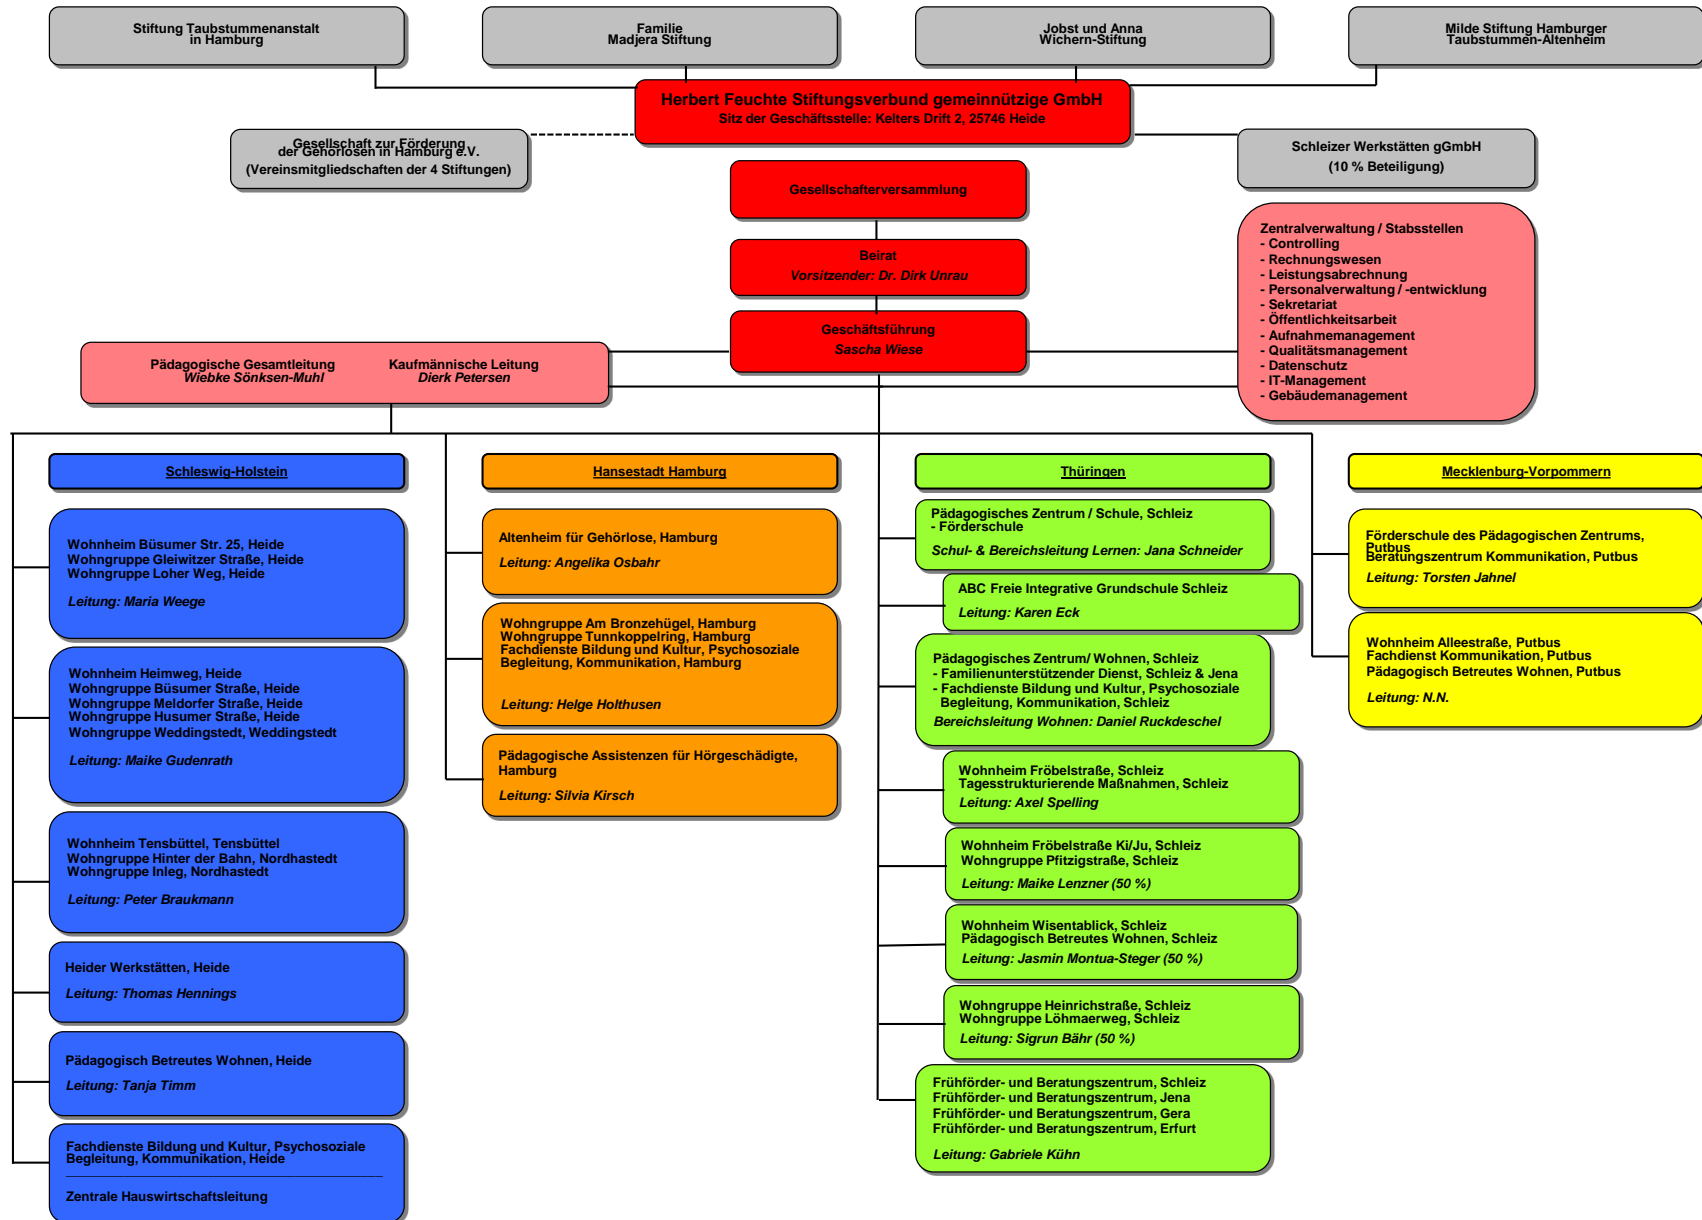 Stiftung Taubstummenanstalt
in Hamburg
Familie
Madjera Stiftung
Jobst und Anna
Wichern-Stiftung
Milde Stiftung Hamburger
Taubstummen-Altenheim
Herbert Feuchte Stiftungsverbund gemeinnützige GmbH
Sitz der Geschäftsstelle: Kelters Drift 2, 25746 Heide
Gesellschaft zur Förderung
der Gehörlosen in Hamburg e.V.
(Vereinsmitgliedschaften der 4 Stiftungen)
Schleizer Werkstätten gGmbH
(10 % Beteiligung)
Gesellschafterversammlung
Beirat
Vorsitzender: Dr. Dirk Unrau
Geschäftsführung
Sascha Wiese
Zentralverwaltung / Stabsstellen
- Controlling
- Rechnungswesen
- Leistungsabrechnung
- Personalverwaltung / -entwicklung
- Sekretariat
- Öffentlichkeitsarbeit
- Aufnahmemanagement
- Qualitätsmanagement
- Datenschutz
- IT-Management
- Gebäudemanagement
Pädagogische Gesamtleitung
Wiebke Sönksen-Muhl
Kaufmännische Leitung
Dierk Petersen
Schleswig-Holstein
Wohnheim Büsumer Str. 25, Heide
Wohngruppe Gleiwitzer Straße, Heide
Wohngruppe Loher Weg, Heide
Leitung: Maria Weege
Wohnheim Heimweg, Heide
Wohngruppe Büsumer Straße, Heide
Wohngruppe Meldorfer Straße, Heide
Wohngruppe Husumer Straße, Heide
Wohngruppe Weddingstedt, Weddingstedt
Leitung: Maike Gudenrath
Wohnheim Tensbüttel, Tensbüttel
Wohngruppe Hinter der Bahn, Nordhastedt
Wohngruppe Inleg, Nordhastedt
Leitung: Peter Braukmann
Heider Werkstätten, Heide
Leitung: Thomas Hennings
Pädagogisch Betreutes Wohnen, Heide
Leitung: Tanja Timm
Fachdienste Bildung und Kultur, Psychosoziale
Begleitung, Kommunikation, Heide
Zentrale Hauswirtschaftsleitung
Hansestadt Hamburg
Altenheim für Gehörlose, Hamburg
Leitung: Angelika Osbahr
Wohngruppe Am Bronzehügel, Hamburg
Wohngruppe Tunnkoppelring, Hamburg
Fachdienste Bildung und Kultur, Psychosoziale
Begleitung, Kommunikation, Hamburg
Leitung: Helge Holthusen
Pädagogische Assistenzen für Hörgeschädigte,
Hamburg
Leitung: Silvia Kirsch
Thüringen
Pädagogisches Zentrum / Schule, Schleiz
- Förderschule
Schul- & Bereichsleitung Lernen: Jana Schneider
ABC Freie Integrative Grundschule Schleiz
Leitung: Karen Eck
Pädagogisches Zentrum/ Wohnen, Schleiz
- Familienunterstützender Dienst, Schleiz & Jena
- Fachdienste Bildung und Kultur, Psychosoziale
Begleitung, Kommunikation, Schleiz
Bereichsleitung Wohnen: Daniel Ruckdeschel
Wohnheim Fröbelstraße, Schleiz
Tagesstrukturierende Maßnahmen, Schleiz
Leitung: Axel Spelling
Wohnheim Fröbelstraße Ki/Ju, Schleiz
Wohngruppe Pfitzigstraße, Schleiz
Leitung: Maike Lenzner (50 %)
Wohnheim Wisentablick, Schleiz
Pädagogisch Betreutes Wohnen, Schleiz
Leitung: Jasmin Montua-Steger (50 %)
Wohngruppe Heinrichstraße, Schleiz
Wohngruppe Löhmaerweg, Schleiz
Leitung: Sigrun Bähr (50 %)
Frühförder- und Beratungszentrum, Schleiz
Frühförder- und Beratungszentrum, Jena
Frühförder- und Beratungszentrum, Gera
Frühförder- und Beratungszentrum, Erfurt
Leitung: Gabriele Kühn
Mecklenburg-Vorpommern
Förderschule des Pädagogischen Zentrums,
Putbus
Beratungszentrum Kommunikation, Putbus
Leitung: Torsten Jahnel
Wohnheim Alleestraße, Putbus
Fachdienst Kommunikation, Putbus
Pädagogisch Betreutes Wohnen, Putbus
Leitung: N.N.